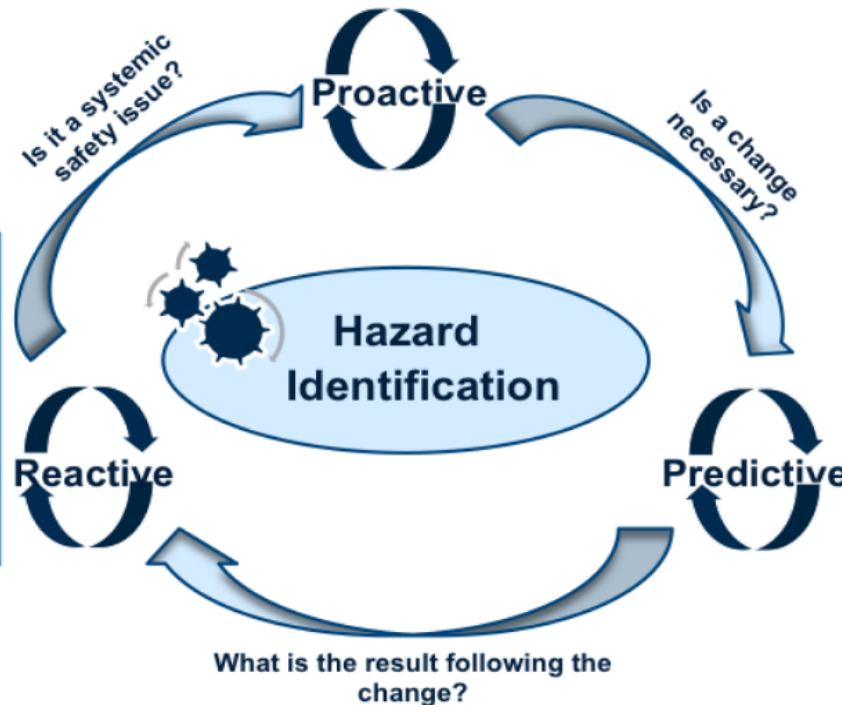 Is it a systemic
safety issue?
Proactive
Is a change
necessary?
Hazard
Identification
Reactive
Predictive
What is the result following the
change?